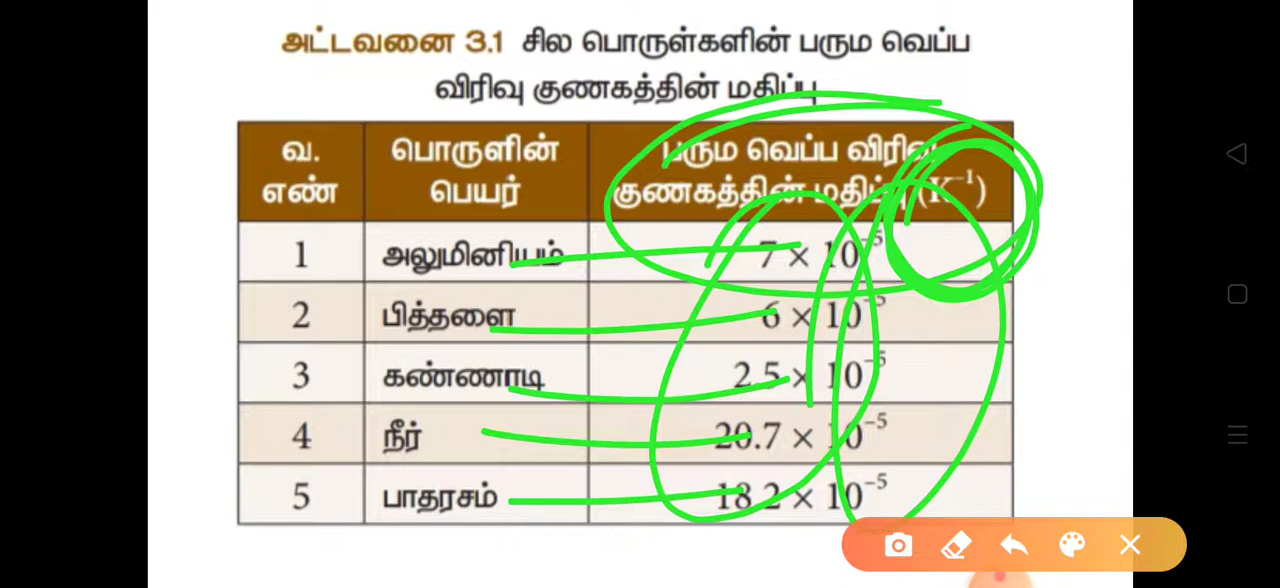 அட்டவனை 3.1 சில பொருள்களின் பரும வெப்ப
விரிவு குணகத்தின் மதிப்பு
வ. எண் பொருளின் பெயர் பரும வெப்ப விரிவு குணகத்தின் மதிப்பு (K⁻¹)
1 அலுமினியம் 7 × 10⁻⁵
2 பித்தளை 6 × 10⁻⁵
3 கண்ணாடி 2.5 × 10⁻⁵
4 நீர் 20.7 × 10⁻⁵
5 பாதரசம் 18.2 × 10⁻⁵